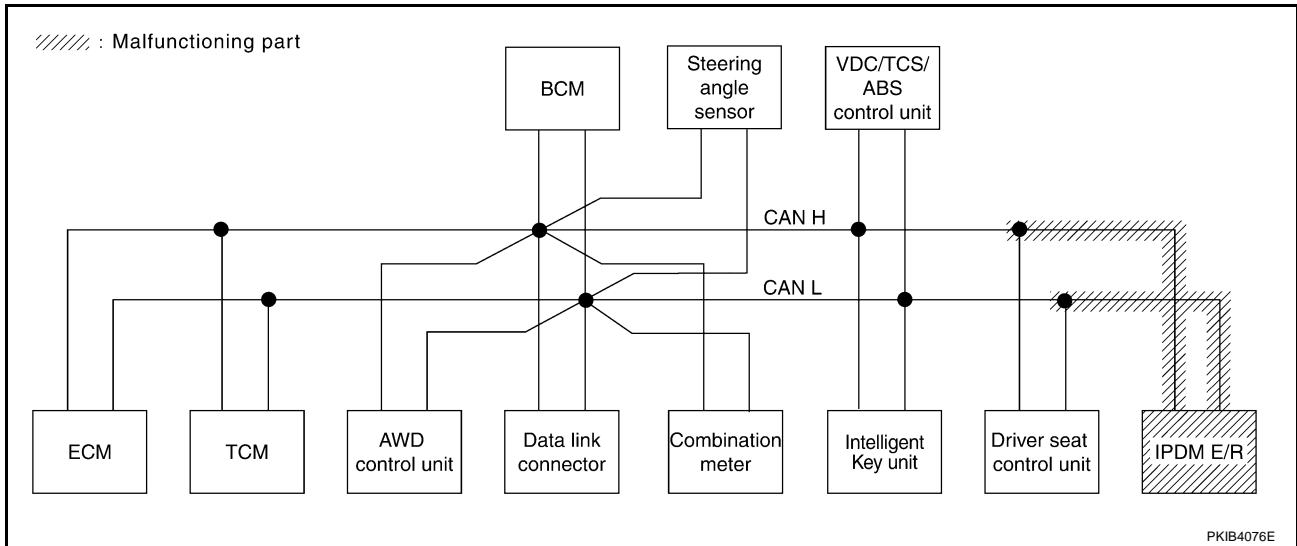 : Malfunctioning part
BCM
Steering
angle
sensor
VDC/TCS/
ABS
control unit
CAN H
CAN L
ECM
TCM
AWD
control unit
Data link
connector
Combination
meter
Intelligent
Key unit
Driver seat
control unit
IPDM E/R
PKIB4076E